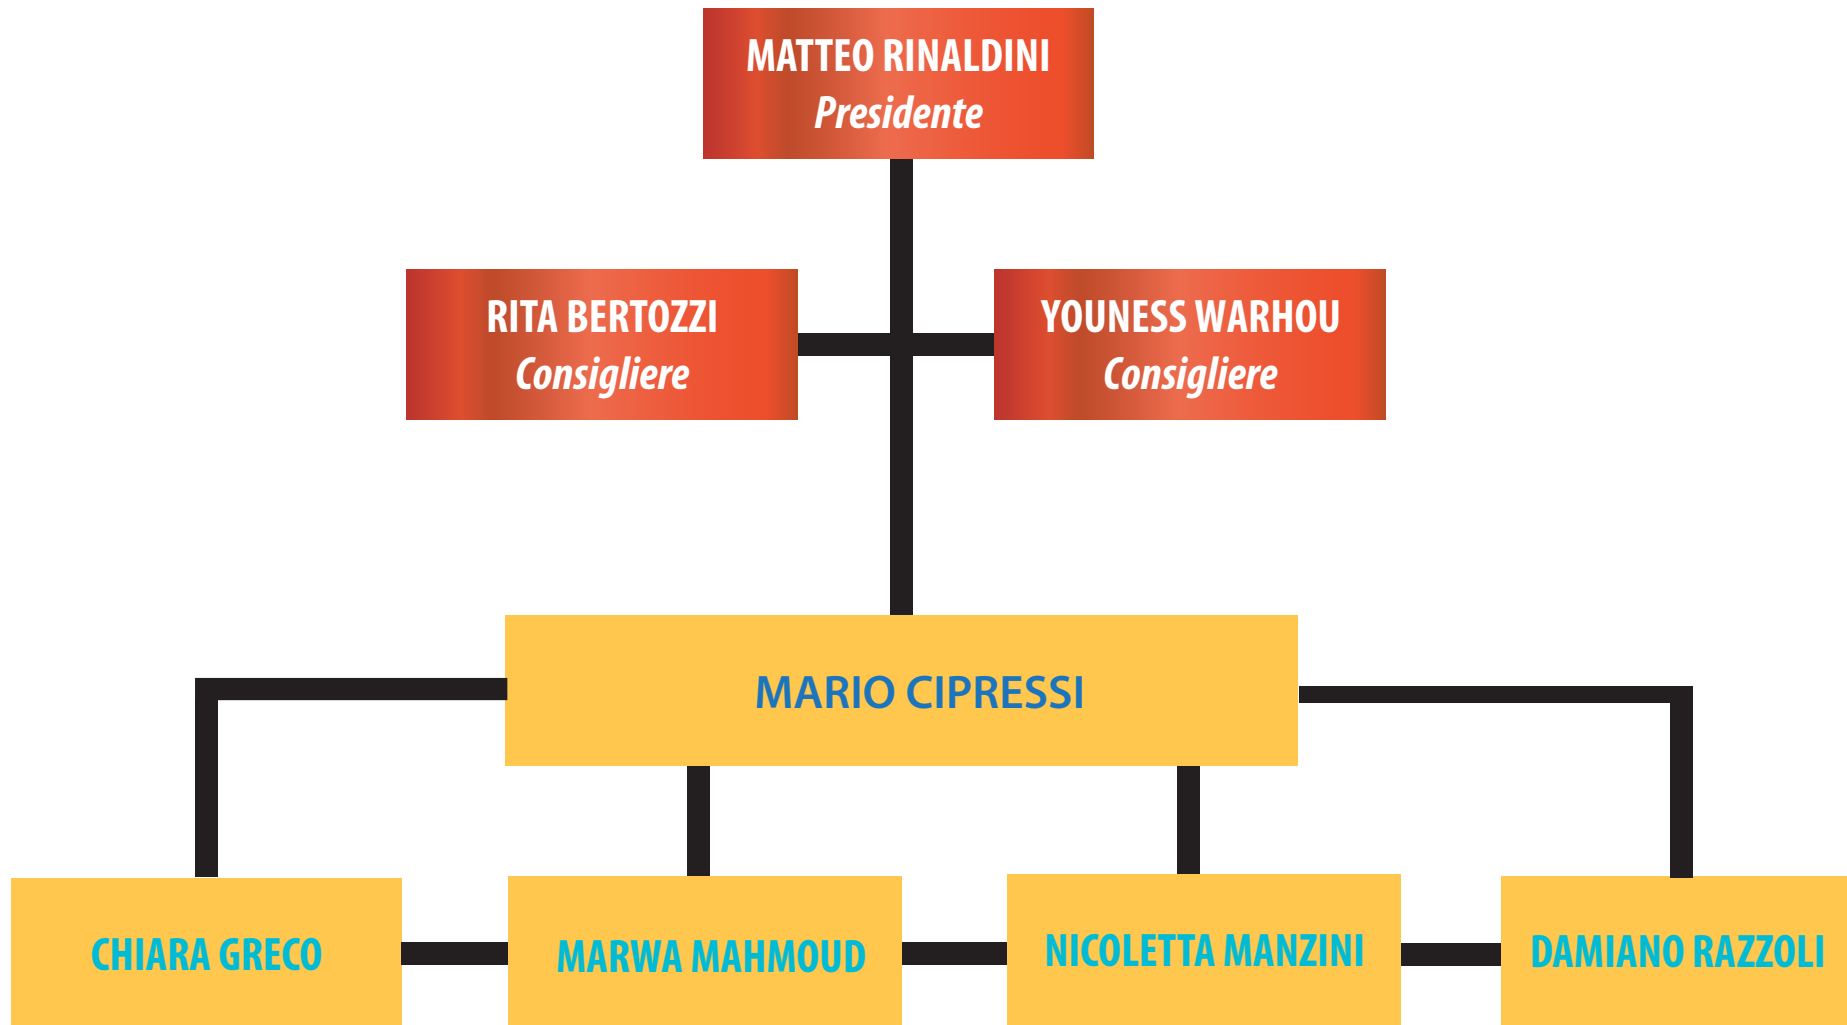 MATTEO RINALDINI
Presidente
RITA BERTOZZI
Consigliere
YOUNESS WARHOU
Consigliere
MARIO CIPRESSI
CHIARA GRECO
MARWA MAHMOUD
NICOLETTA MANZINI
DAMIANO RAZZOLI